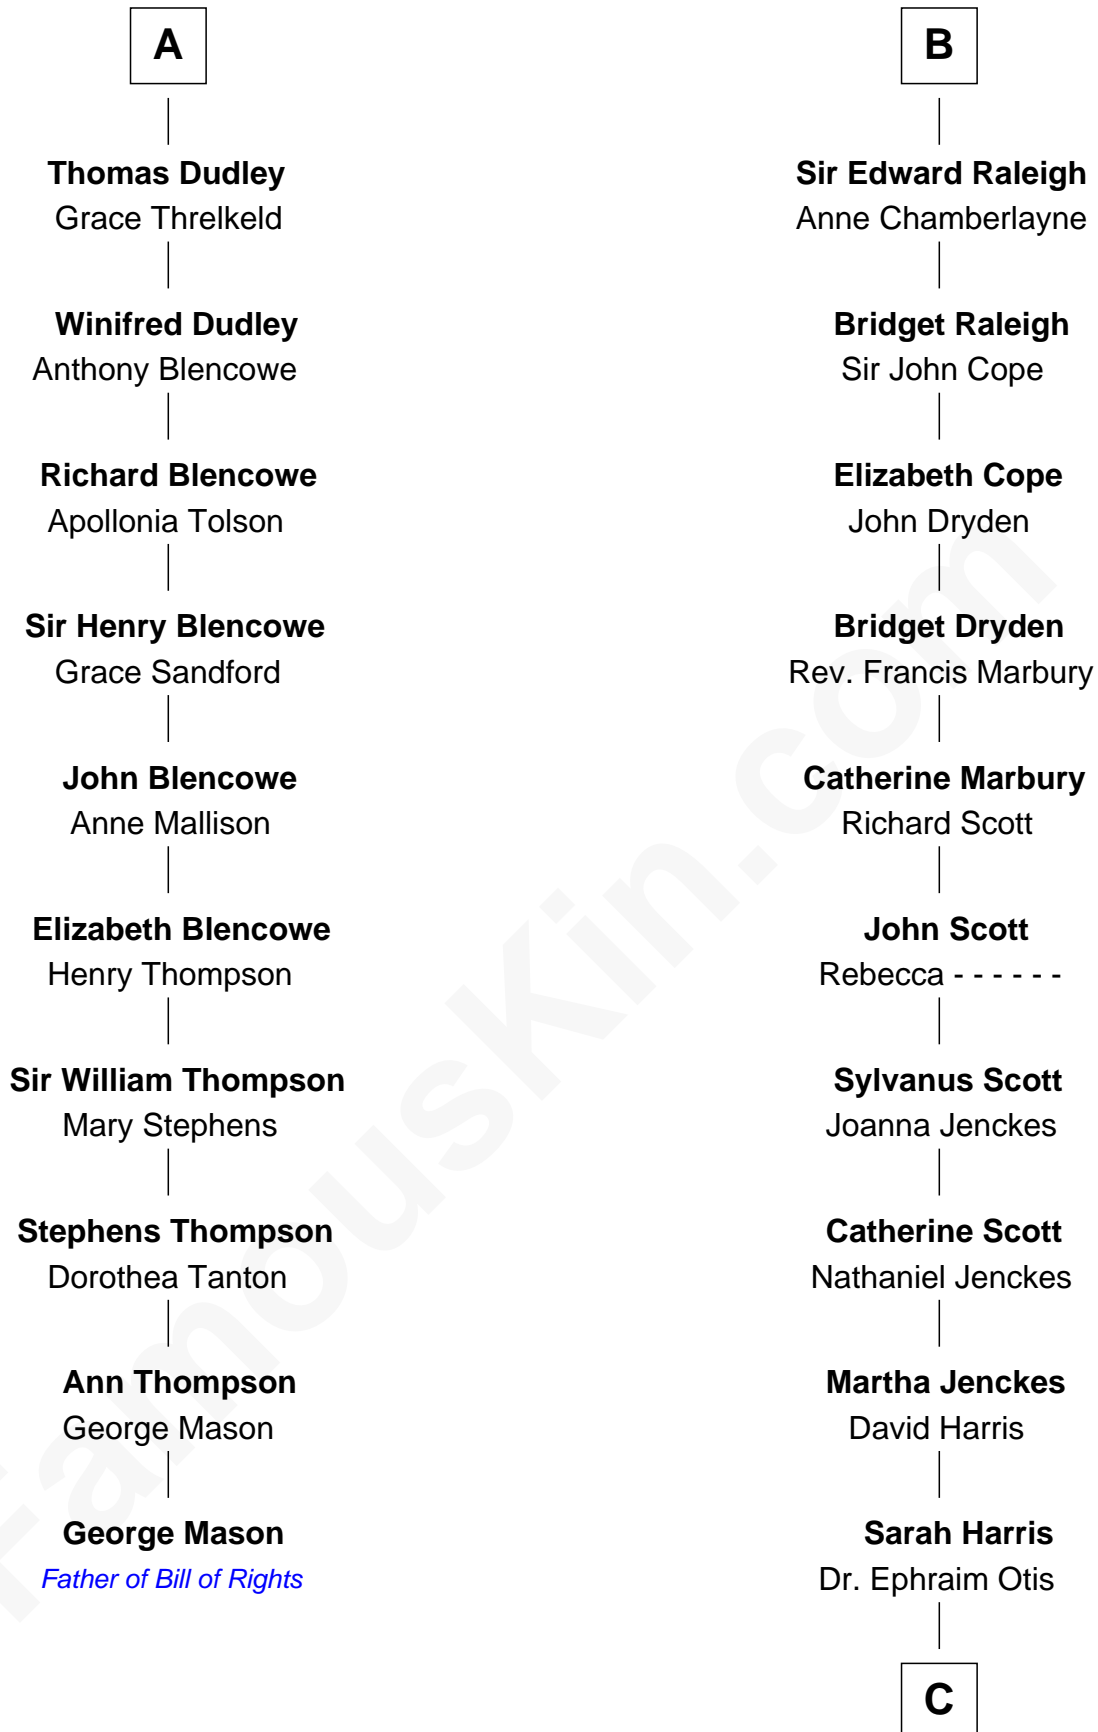 A
Thomas Dudley
Grace Threlkeld
Winifred Dudley
Anthony Blencowe
Richard Blencowe
Apollonia Tolson
Sir Henry Blencowe
Grace Sandford
John Blencowe
Anne Mallison
Elizabeth Blencowe
Henry Thompson
Sir William Thompson
Mary Stephens
Stephens Thompson
Dorothea Tanton
Ann Thompson
George Mason
George Mason
Father of Bill of Rights
B
Sir Edward Raleigh
Anne Chamberlayne
Bridget Raleigh
Sir John Cope
Elizabeth Cope
John Dryden
Bridget Dryden
Rev. Francis Marbury
Catherine Marbury
Richard Scott
John Scott
Rebecca - - - - - -
Sylvanus Scott
Joanna Jenckes
Catherine Scott
Nathaniel Jenckes
Martha Jenckes
David Harris
Sarah Harris
Dr. Ephraim Otis
C
FamousKin.com